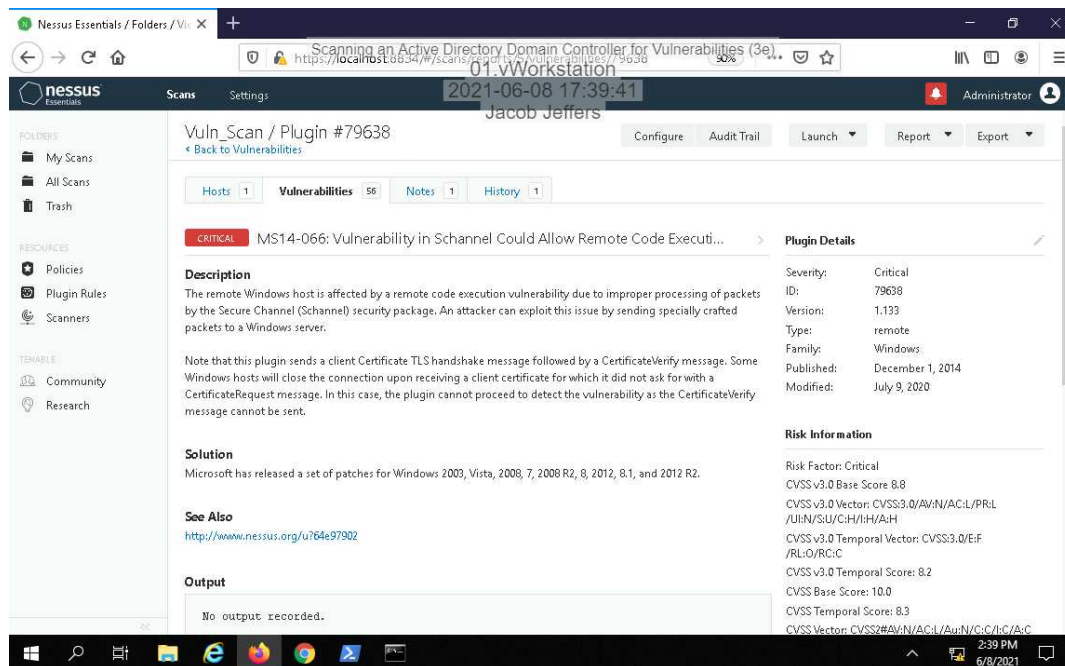 Nessus Essentials / Folders / Vi
Scanning an Active Directory Domain Controller for Vulnerabilities (3e)
https://localhost:8834/#/scans/reports/5/vulnerabilities/79638
90%
01.vWorkstation
2021-06-08 17:39:41
Jacob Jeffers
nessus
Essentials
Scans
Settings
Administrator
FOLDERS
My Scans
All Scans
Trash
RESOURCES
Policies
Plugin Rules
Scanners
TENABLE
Community
Research
Vuln_Scan / Plugin #79638
Back to Vulnerabilities
Configure
Audit Trail
Launch
Report
Export
Hosts 1
Vulnerabilities 56
Notes 1
History 1
CRITICAL MS14-066: Vulnerability in Schannel Could Allow Remote Code Executi...
Description
The remote Windows host is affected by a remote code execution vulnerability due to improper processing of packets
by the Secure Channel (Schannel) security package. An attacker can exploit this issue by sending specially crafted
packets to a Windows server.
Note that this plugin sends a client Certificate TLS handshake message followed by a CertificateVerify message. Some
Windows hosts will close the connection upon receiving a client certificate for which it did not ask for with a
CertificateRequest message. In this case, the plugin cannot proceed to detect the vulnerability as the CertificateVerify
message cannot be sent.
Solution
Microsoft has released a set of patches for Windows 2003, Vista, 2008, 7, 2008 R2, 8, 2012, 8.1, and 2012 R2.
See Also
http://www.nessus.org/u?64e97902
Output
No output recorded.
Plugin Details
Severity: Critical
ID: 79638
Version: 1.133
Type: remote
Family: Windows
Published: December 1, 2014
Modified: July 9, 2020
Risk Information
Risk Factor: Critical
CVSS v3.0 Base Score 8.8
CVSS v3.0 Vector: CVSS:3.0/AV:N/AC:L/PR:L
/UI:N/S:U/C:H/I:H/A:H
CVSS v3.0 Temporal Vector: CVSS:3.0/E:F
/RL:O/RC:C
CVSS v3.0 Temporal Score: 8.2
CVSS Base Score: 10.0
CVSS Temporal Score: 8.3
CVSS Vector: CVSS2#AV:N/AC:L/Au:N/C:C/I:C/A:C
2:39 PM
6/8/2021